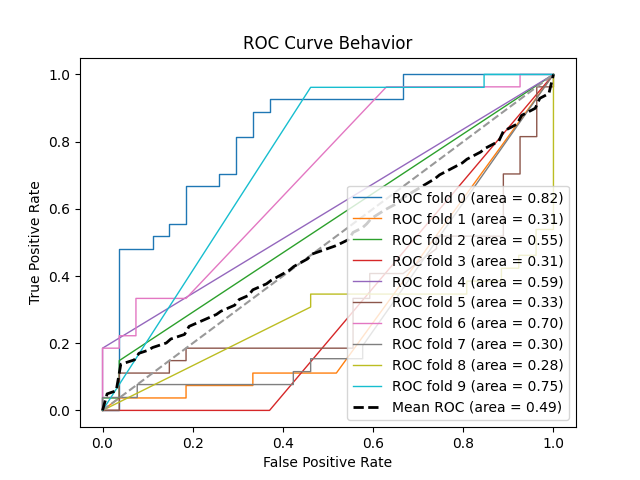 ROC Curve Behavior
True Positive Rate
1.0
0.8
0.6
0.4
0.2
0.0
ROC fold 0 (area = 0.82)
ROC fold 1 (area = 0.31)
ROC fold 2 (area = 0.55)
ROC fold 3 (area = 0.31)
ROC fold 4 (area = 0.59)
ROC fold 5 (area = 0.33)
ROC fold 6 (area = 0.70)
ROC fold 7 (area = 0.30)
ROC fold 8 (area = 0.28)
ROC fold 9 (area = 0.75)
Mean ROC (area = 0.49)
0.0 0.2 0.4 0.6 0.8 1.0
False Positive Rate